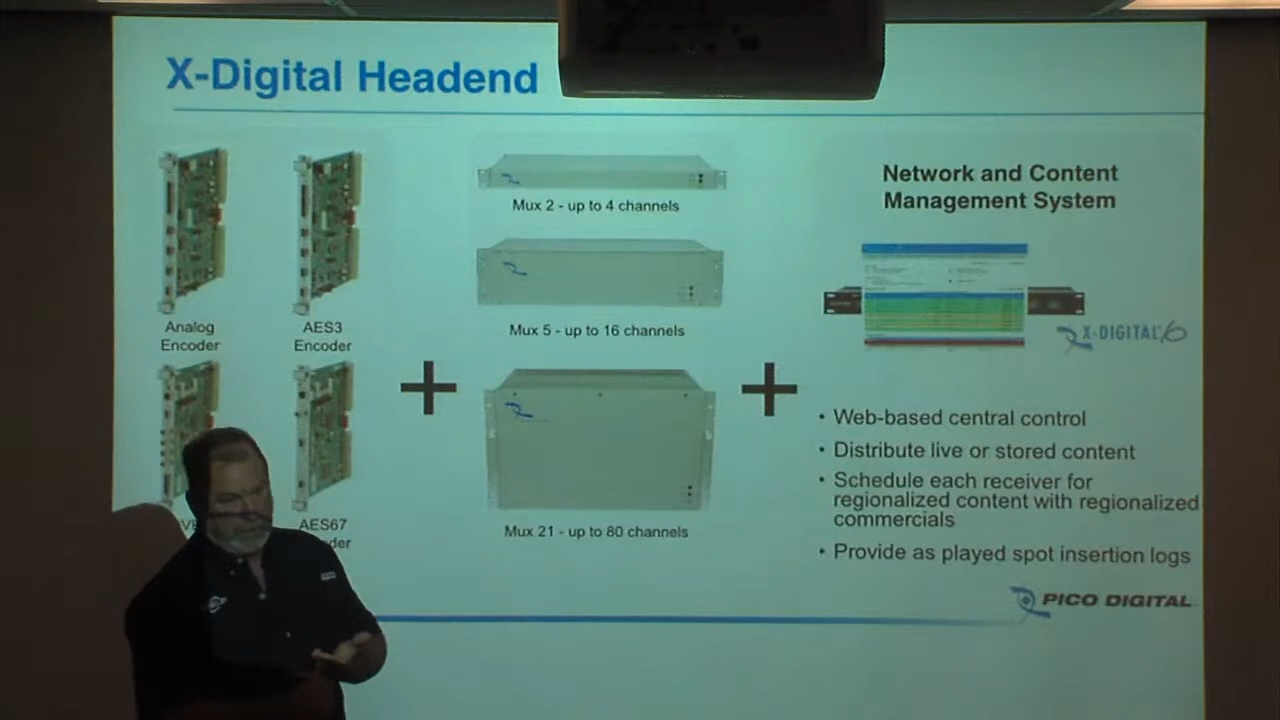 X-Digital Headend
Analog
Encoder
AES3
Encoder
AES67
Mux 2 - up to 4 channels
Mux 5 - up to 16 channels
Mux 21 - up to 80 channels
Network and Content
Management System
X-DIGITAL 6
• Web-based central control
• Distribute live or stored content
• Schedule each receiver for
regionalized content with regionalized
commercials
• Provide as played spot insertion logs
PICO DIGITAL